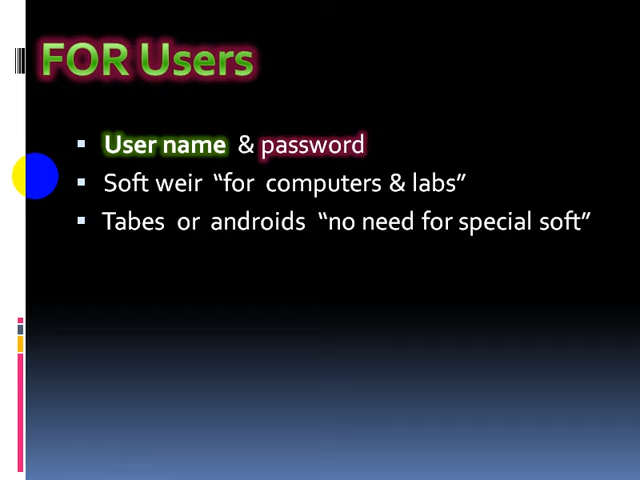 FOR Users
▪ User name & password
▪ Soft weir “for computers & labs”
▪ Tabes or androids “no need for special soft”